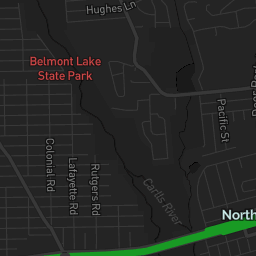 Hughes Ln
Belmont Lake
State Park
Pacific St
Colonial Rd
Lafayette Rd
Rutgers Rd
Carlls River
North